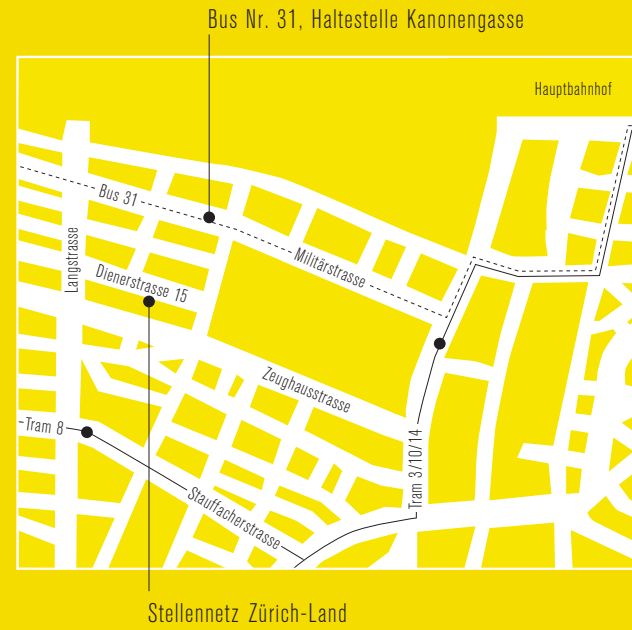 Bus Nr. 31, Haltestelle Kanonengasse
Hauptbahnhof
Bus 31
Langstrasse
Militärstrasse
Dienerstrasse 15
Zeughausstrasse
Tram 8
Tram 3/10/14
Stauffacherstrasse
Stellennetz Zürich-Land